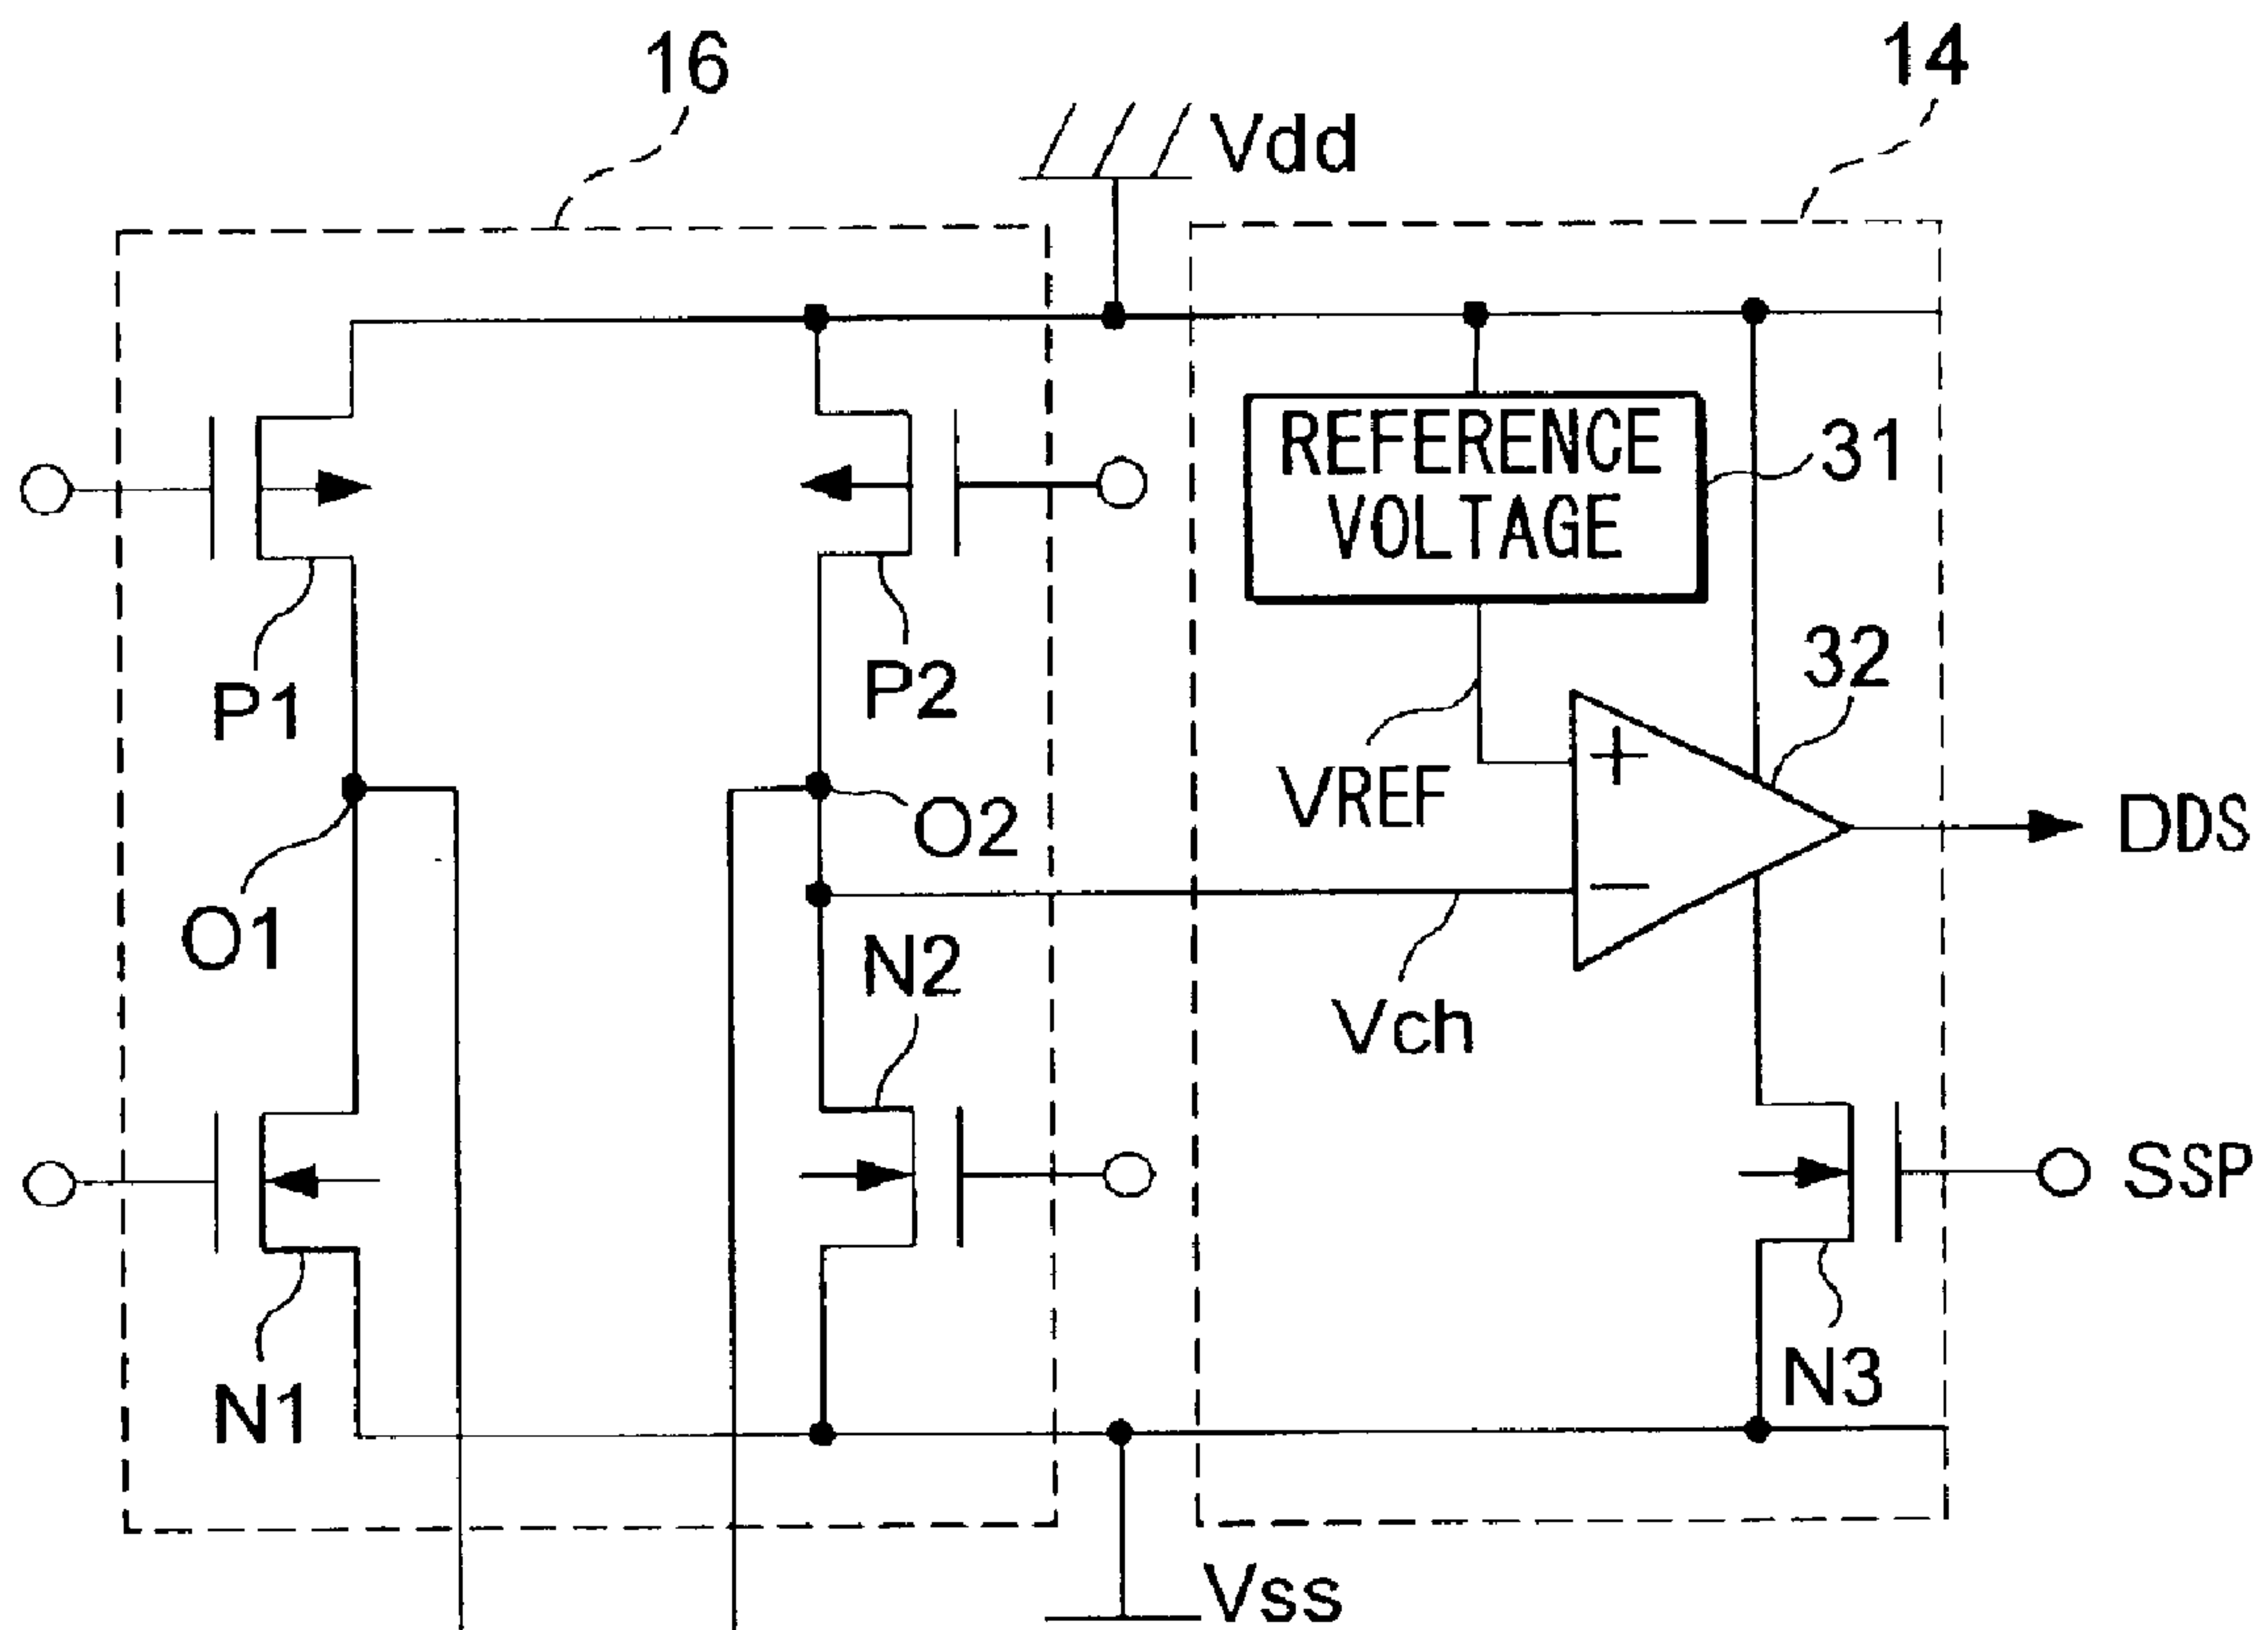 16
14
Vdd
REFERENCE
VOLTAGE
31
P1
P2
32
+
VREF
O2
DDS
O1
−
N2
Vch
SSP
N1
N3
Vss